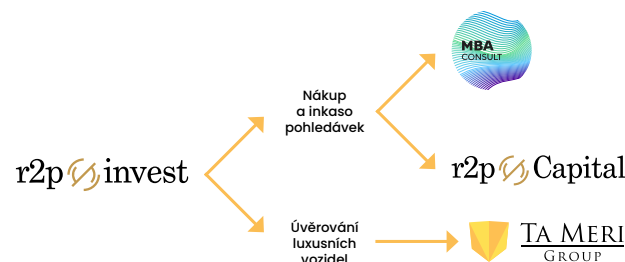 MBA
CONSULT
Nákup
a inkaso
pohledávek
r2p invest
r2p Capital
Úvěrování
luxusních
vozidel
TA MERI
GROUP